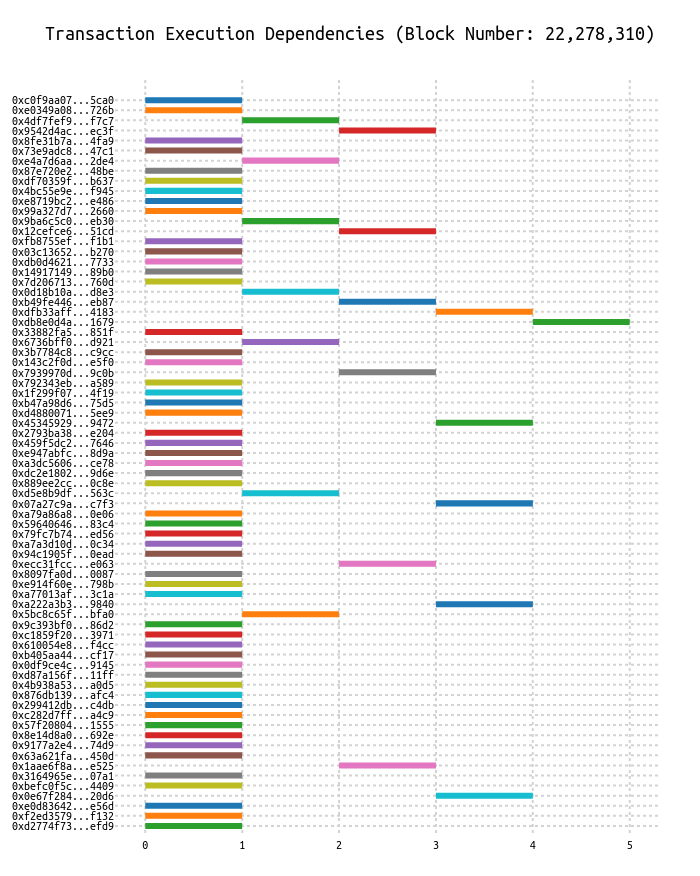 Transaction Execution Dependencies (Block Number: 22,278,310)
0xc0f9aa07...5ca0
0xe0349a08...726b
0x4df7fef9...f7c7
0x9542d4ac...ec3f
0x8fe31b7a...4fa9
0x73e9adc8...47c1
0xe4a7d6aa...2de4
0x87e720e2...48be
0xdf70359f...b637
0x4bc55e9e...f945
0xe8719bc2...e486
0x99a327d7...2660
0x9ba6c5c0...eb30
0x12cefce6...51cd
0xfb8755ef...f1b1
0x03c13652...b270
0xdb0d4621...7733
0x14917149...89b0
0x7d206713...760d
0x0d18b10a...d8e3
0xb49fe446...eb87
0xdfb33aff...4183
0xdb8e0d4a...1679
0x33882fa5...851f
0x6736bff0...d921
0x3b7784c8...c9cc
0x143c2f0d...e5f0
0x7939970d...9c0b
0x792343eb...a589
0x1f299f07...4f19
0xb47a98d6...75d5
0xd4880071...5ee9
0x45345929...9472
0x2793ba38...e204
0x459f5dc2...7646
0xe947abfc...8d9a
0xa3dc5606...ce78
0xdc2e1802...9d6e
0x889ee2cc...0c8e
0xd5e8b9df...563c
0x07a27c9a...c7f3
0xa79a86a8...0e06
0x59640646...83c4
0x79fc7b74...ed56
0xa7a3d10d...0c34
0x94c1905f...0ead
0xecc31fcc...e063
0x8097fa0d...0087
0xe914f60e...798b
0xa77013af...3c1a
0xa222a3b3...9840
0x5bc8c65f...bfa0
0x9c393bf0...86d2
0xc1859f20...3971
0x610054e8...f4cc
0xb405aa44...cf17
0x0df9ce4c...9145
0xd87a156f...11ff
0x4b938a53...a0d5
0x876db139...afc4
0x299412db...c4db
0xc282d7ff...a4c9
0x57f20804...1555
0x8e14d8a0...692e
0x9177a2e4...74d9
0x63a621fa...450d
0x1aae6f8a...e525
0x3164965e...07a1
0xbefc0f5c...4409
0x0e67f284...20d6
0xe0d83642...e56d
0xf2ed3579...f132
0xd2774f73...efd9
0 1 2 3 4 5